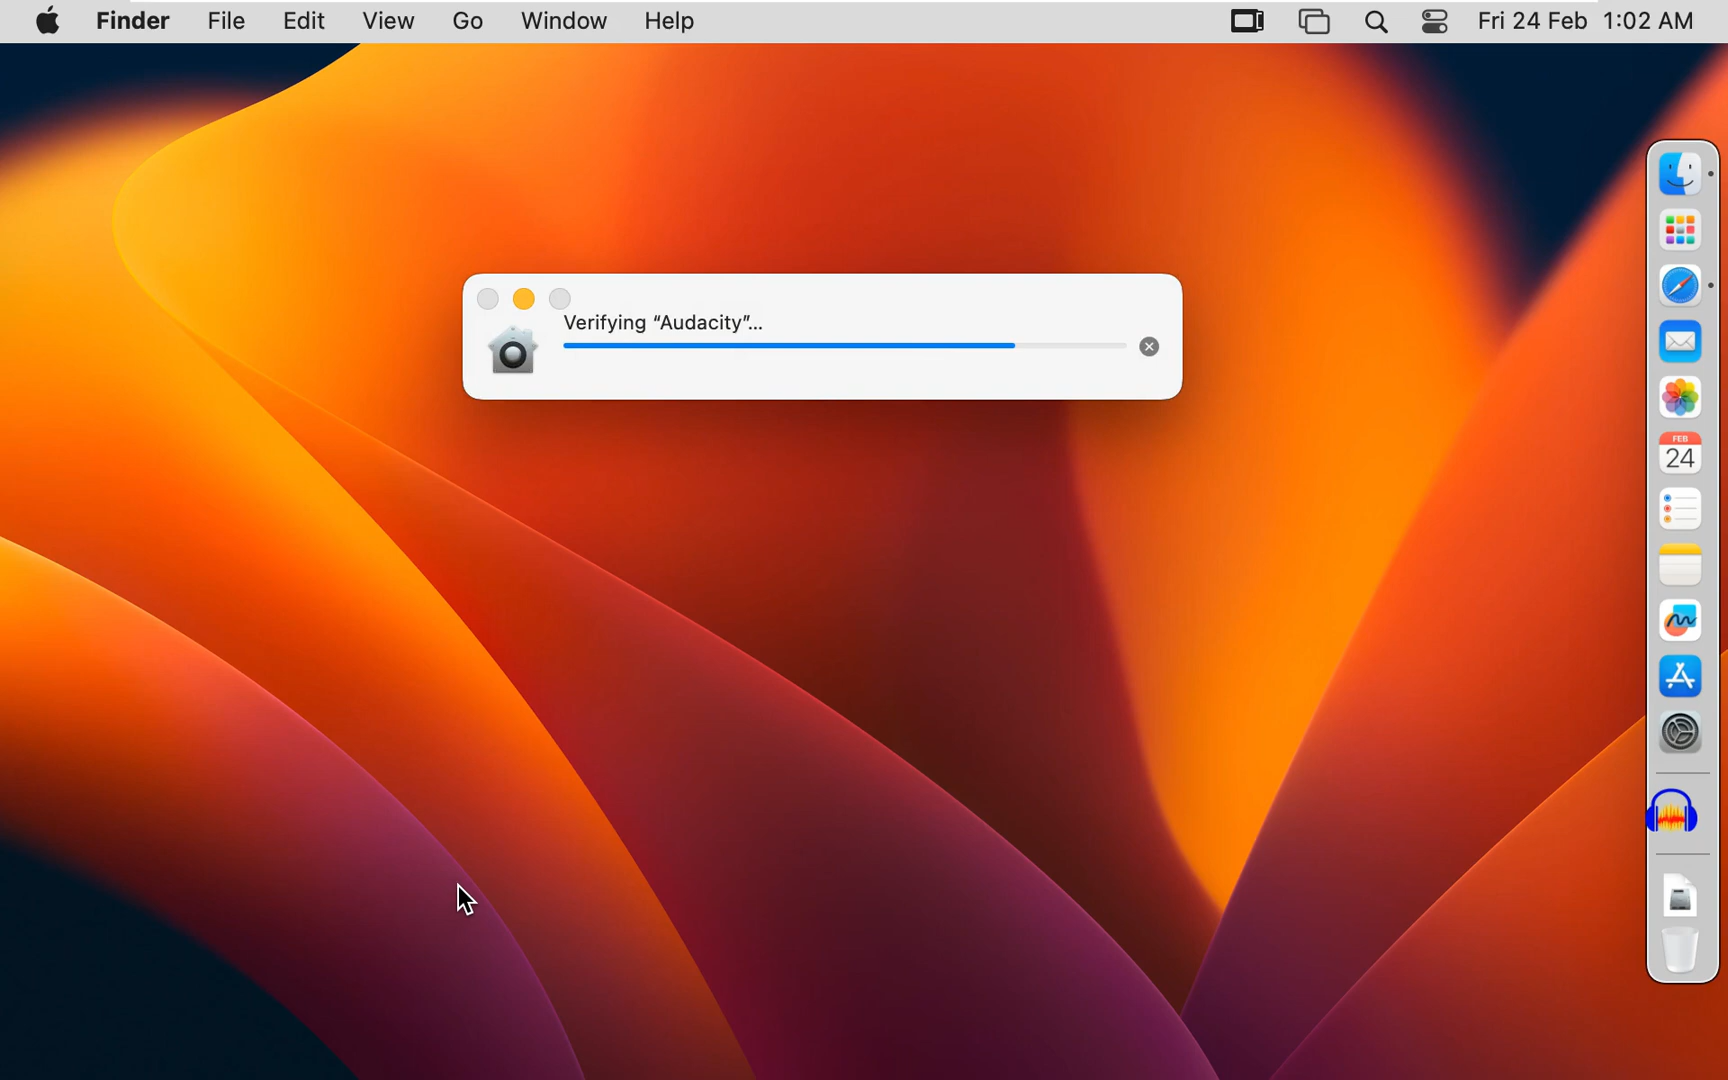 Finder File Edit View Go Window Help Fri 24 Feb 1:02 AM
Verifying “Audacity”...
FEB
24